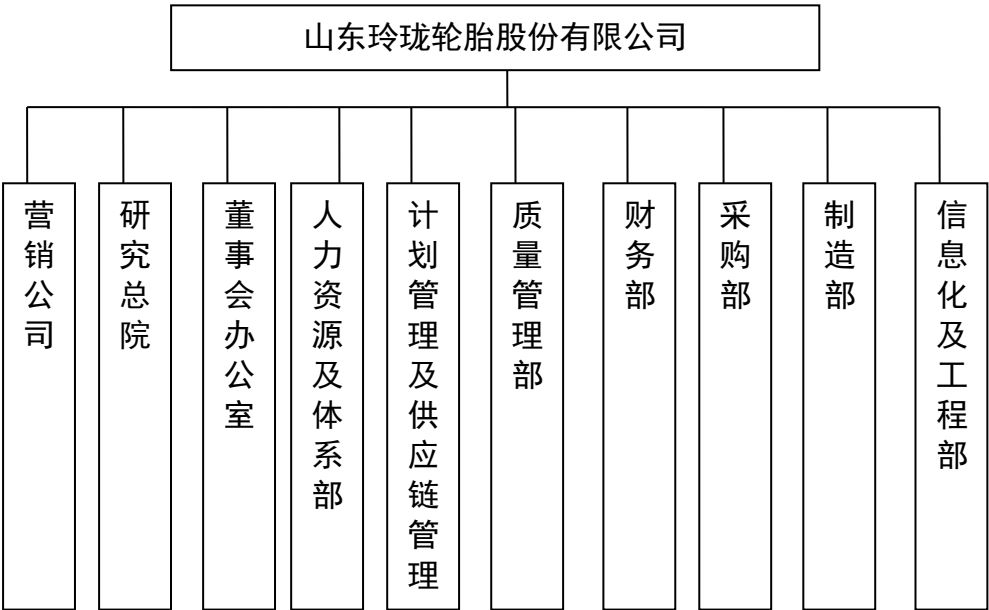 山东玲珑轮胎股份有限公司
营销公司
研究总院
董事会办公室
人力资源及体系部
计划管理及供应链管理
质量管理部
财务部
采购部
制造部
信息化及工程部